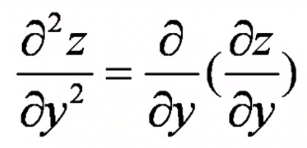 ∂²z/∂y² = ∂/∂y (∂z/∂y)